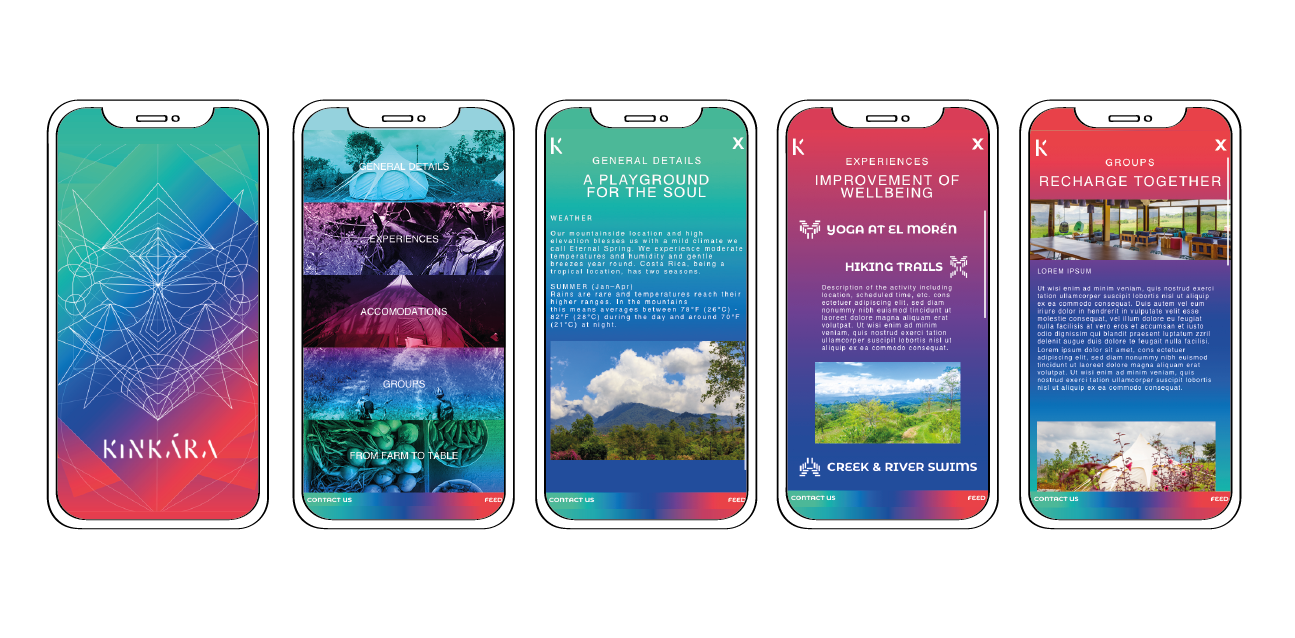 KINKÁRA
GENERAL DETAILS
EXPERIENCES
ACCOMODATIONS
GROUPS
FROM FARM TO TABLE
CONTACT US
FEED
K
X
GENERAL DETAILS
A PLAYGROUND
FOR THE SOUL
WEATHER
Our mountainside location and high
elevation blesses us with a mild climate we
call Eternal Spring. We experience moderate
temperatures and humidity and gentle
breezes year round. Costa Rica, being a
tropical location, has two seasons.
SUMMER (Jan–Apr)
Rains are rare and temperatures reach their
higher ranges. In the mountains
this means averages between 78°F (26°C) -
82°F (28°C) during the day and around 70°F
(21°C) at night.
CONTACT US
FEED
K
X
EXPERIENCES
IMPROVEMENT OF
WELLBEING
YOGA AT EL MORÉN
HIKING TRAILS
Description of the activity including
location, scheduled time, etc. cons
ectetuer adipiscing elit, sed diam
nonummy nibh euismod tincidunt ut
laoreet dolore magna aliquam erat
volutpat. Ut wisi enim ad minim
veniam, quis nostrud exerci tation
ullamcorper suscipit lobortis nisl ut
aliquip ex ea commodo consequat.
CREEK & RIVER SWIMS
CONTACT US
FEED
K
X
GROUPS
RECHARGE TOGETHER
LOREM IPSUM
Ut wisi enim ad minim veniam, quis nostrud exerci
tation ullamcorper suscipit lobortis nisl ut aliquip
ex ea commodo consequat. Duis autem vel eum
iriure dolor in hendrerit in vulputate velit esse
molestie consequat, vel illum dolore eu feugiat
nulla facilisis at vero eros et accumsan et iusto
odio dignissim qui blandit praesent luptatum zzril
delenit augue duis dolore te feugait nulla facilisi.
Lorem ipsum dolor sit amet, cons ectetuer
adipiscing elit, sed diam nonummy nibh euismod
tincidunt ut laoreet dolore magna aliquam erat
volutpat. Ut wisi enim ad minim veniam, quis
nostrud exerci tation ullamcorper suscipit lobortis
nisl ut aliquip ex ea commodo consequat.
CONTACT US
FEED